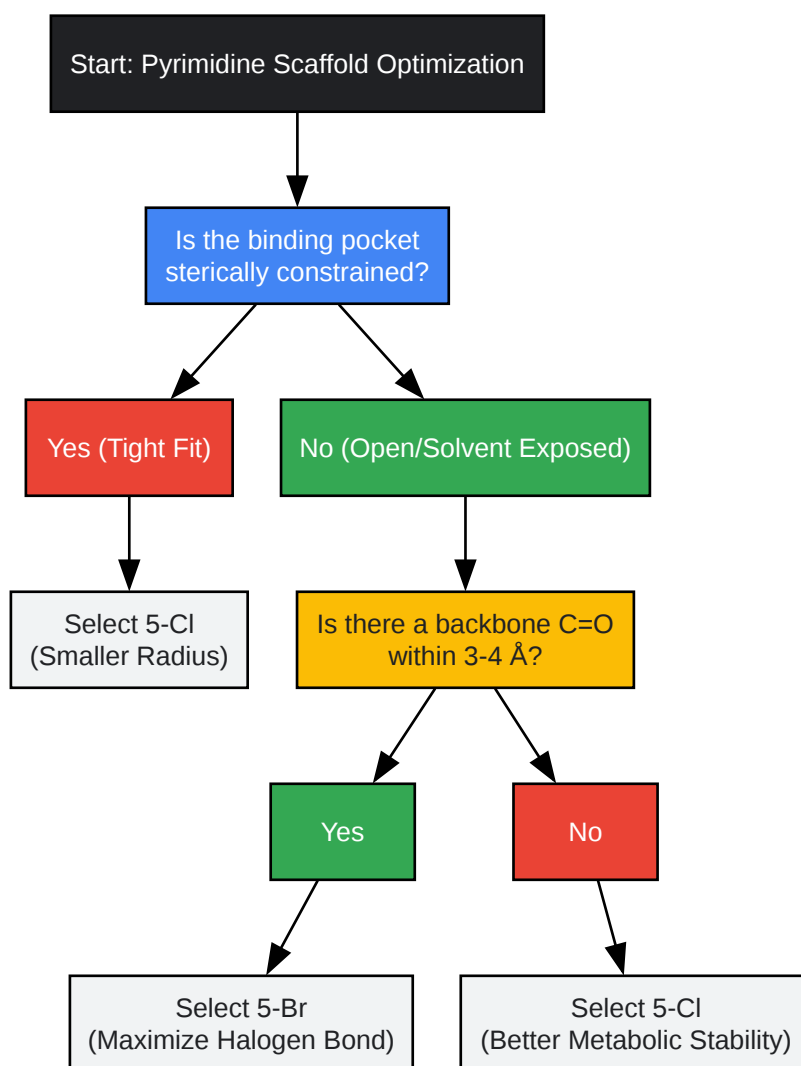 Start: Pyrimidine Scaffold Optimization
Is the binding pocket
sterically constrained?
Yes (Tight Fit)
No (Open/Solvent Exposed)
Select 5-Cl
(Smaller Radius)
Is there a backbone C=O
within 3-4 Å?
Yes
No
Select 5-Br
(Maximize Halogen Bond)
Select 5-Cl
(Better Metabolic Stability)